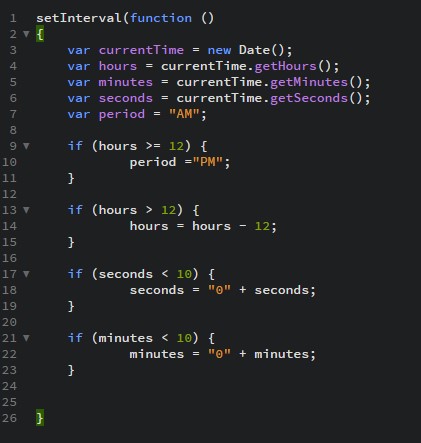 1 setInterval(function ()
2 {
3 var currentTime = new Date();
4 var hours = currentTime.getHours();
5 var minutes = currentTime.getMinutes();
6 var seconds = currentTime.getSeconds();
7 var period = "AM";
8
9 if (hours >= 12) {
10 period ="PM";
11 }
12
13 if (hours > 12) {
14 hours = hours - 12;
15 }
16
17 if (seconds < 10) {
18 seconds = "0" + seconds;
19 }
20
21 if (minutes < 10) {
22 minutes = "0" + minutes;
23 }
24
25
26 }